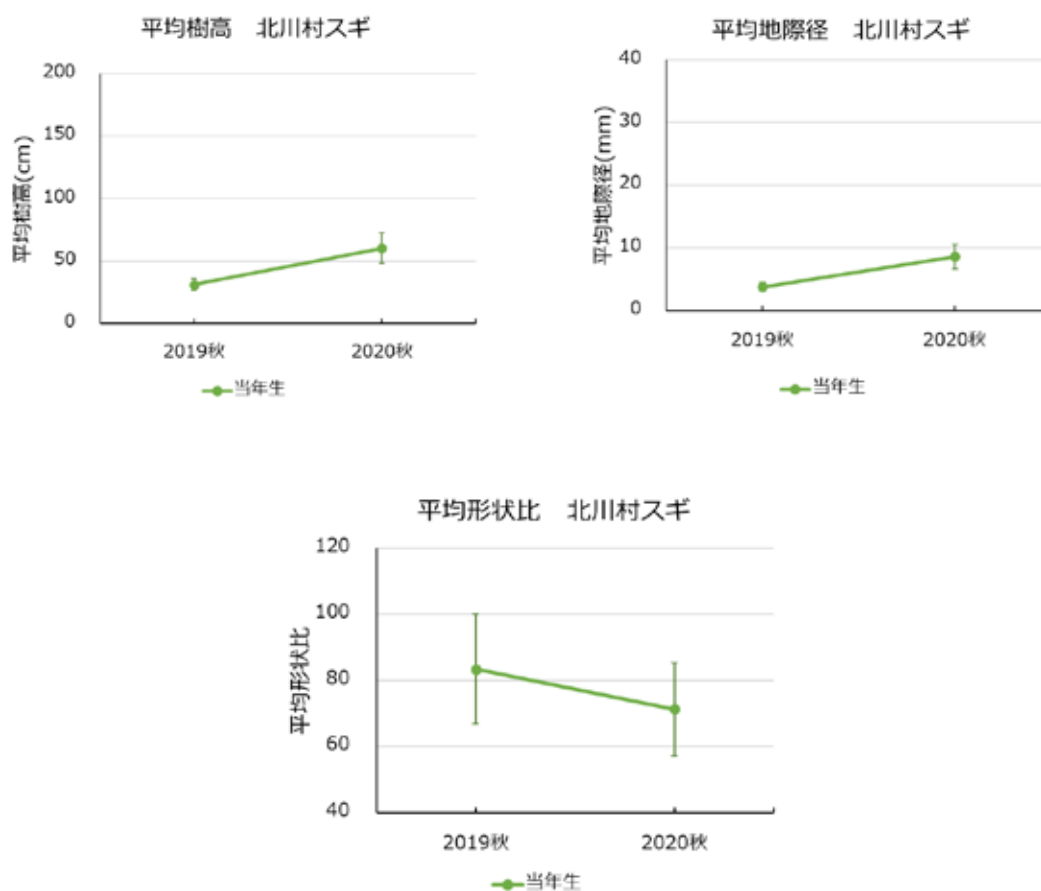 平均樹高　北川村スギ
平均樹高(cm)
200
150
100
50
0
2019秋
2020秋
当年生
平均地際径　北川村スギ
平均地際径(mm)
40
30
20
10
0
2019秋
2020秋
当年生
平均形状比　北川村スギ
平均形状比
120
100
80
60
40
2019秋
2020秋
当年生